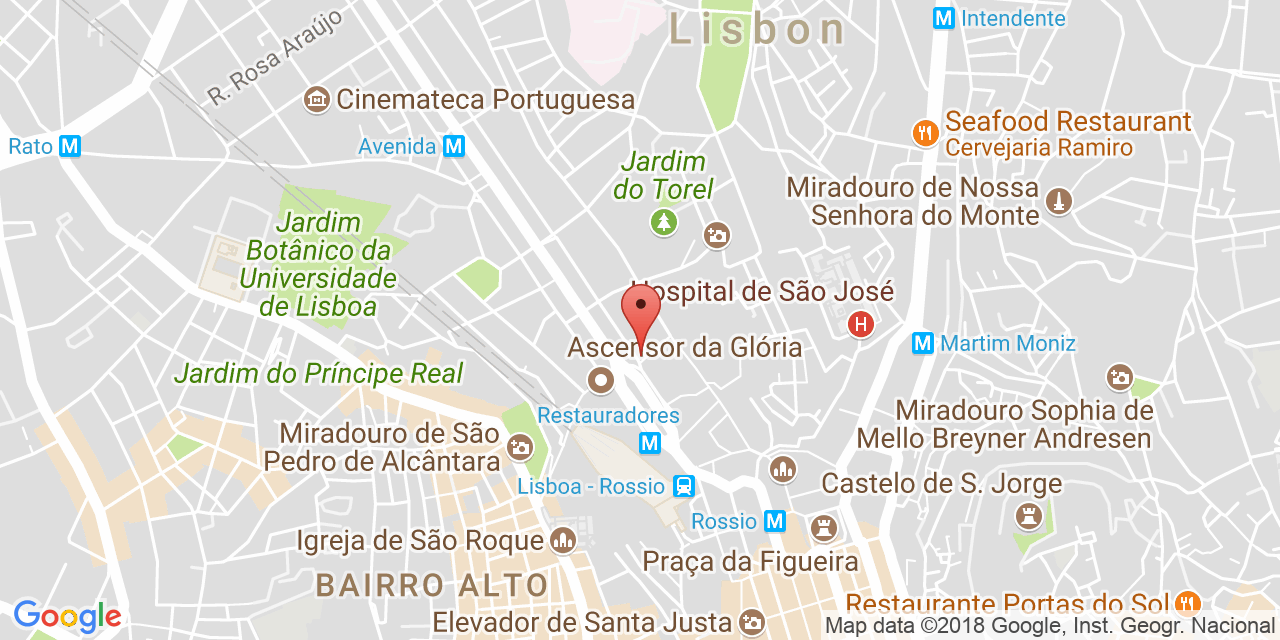 Lisbon
M Intendente
R. Rosa Araújo
Cinemateca Portuguesa
Seafood Restaurant
Cervejaria Ramiro
Rato M
Avenida M
Jardim
do Torel
Miradouro de Nossa
Senhora do Monte
Jardim
Botânico da
Universidade
de Lisboa
Hospital de São José
H
Ascensor da Glória
M Martim Moniz
Jardim do Príncipe Real
Restauradores
M
Miradouro Sophia de
Mello Breyner Andresen
Miradouro de São
Pedro de Alcântara
Lisboa - Rossio
Castelo de S. Jorge
Rossio M
Igreja de São Roque
Praça da Figueira
BAIRRO ALTO
Restaurante Portas do Sol
Google
Elevador de Santa Justa
Map data ©2018 Google, Inst. Geogr. Nacional